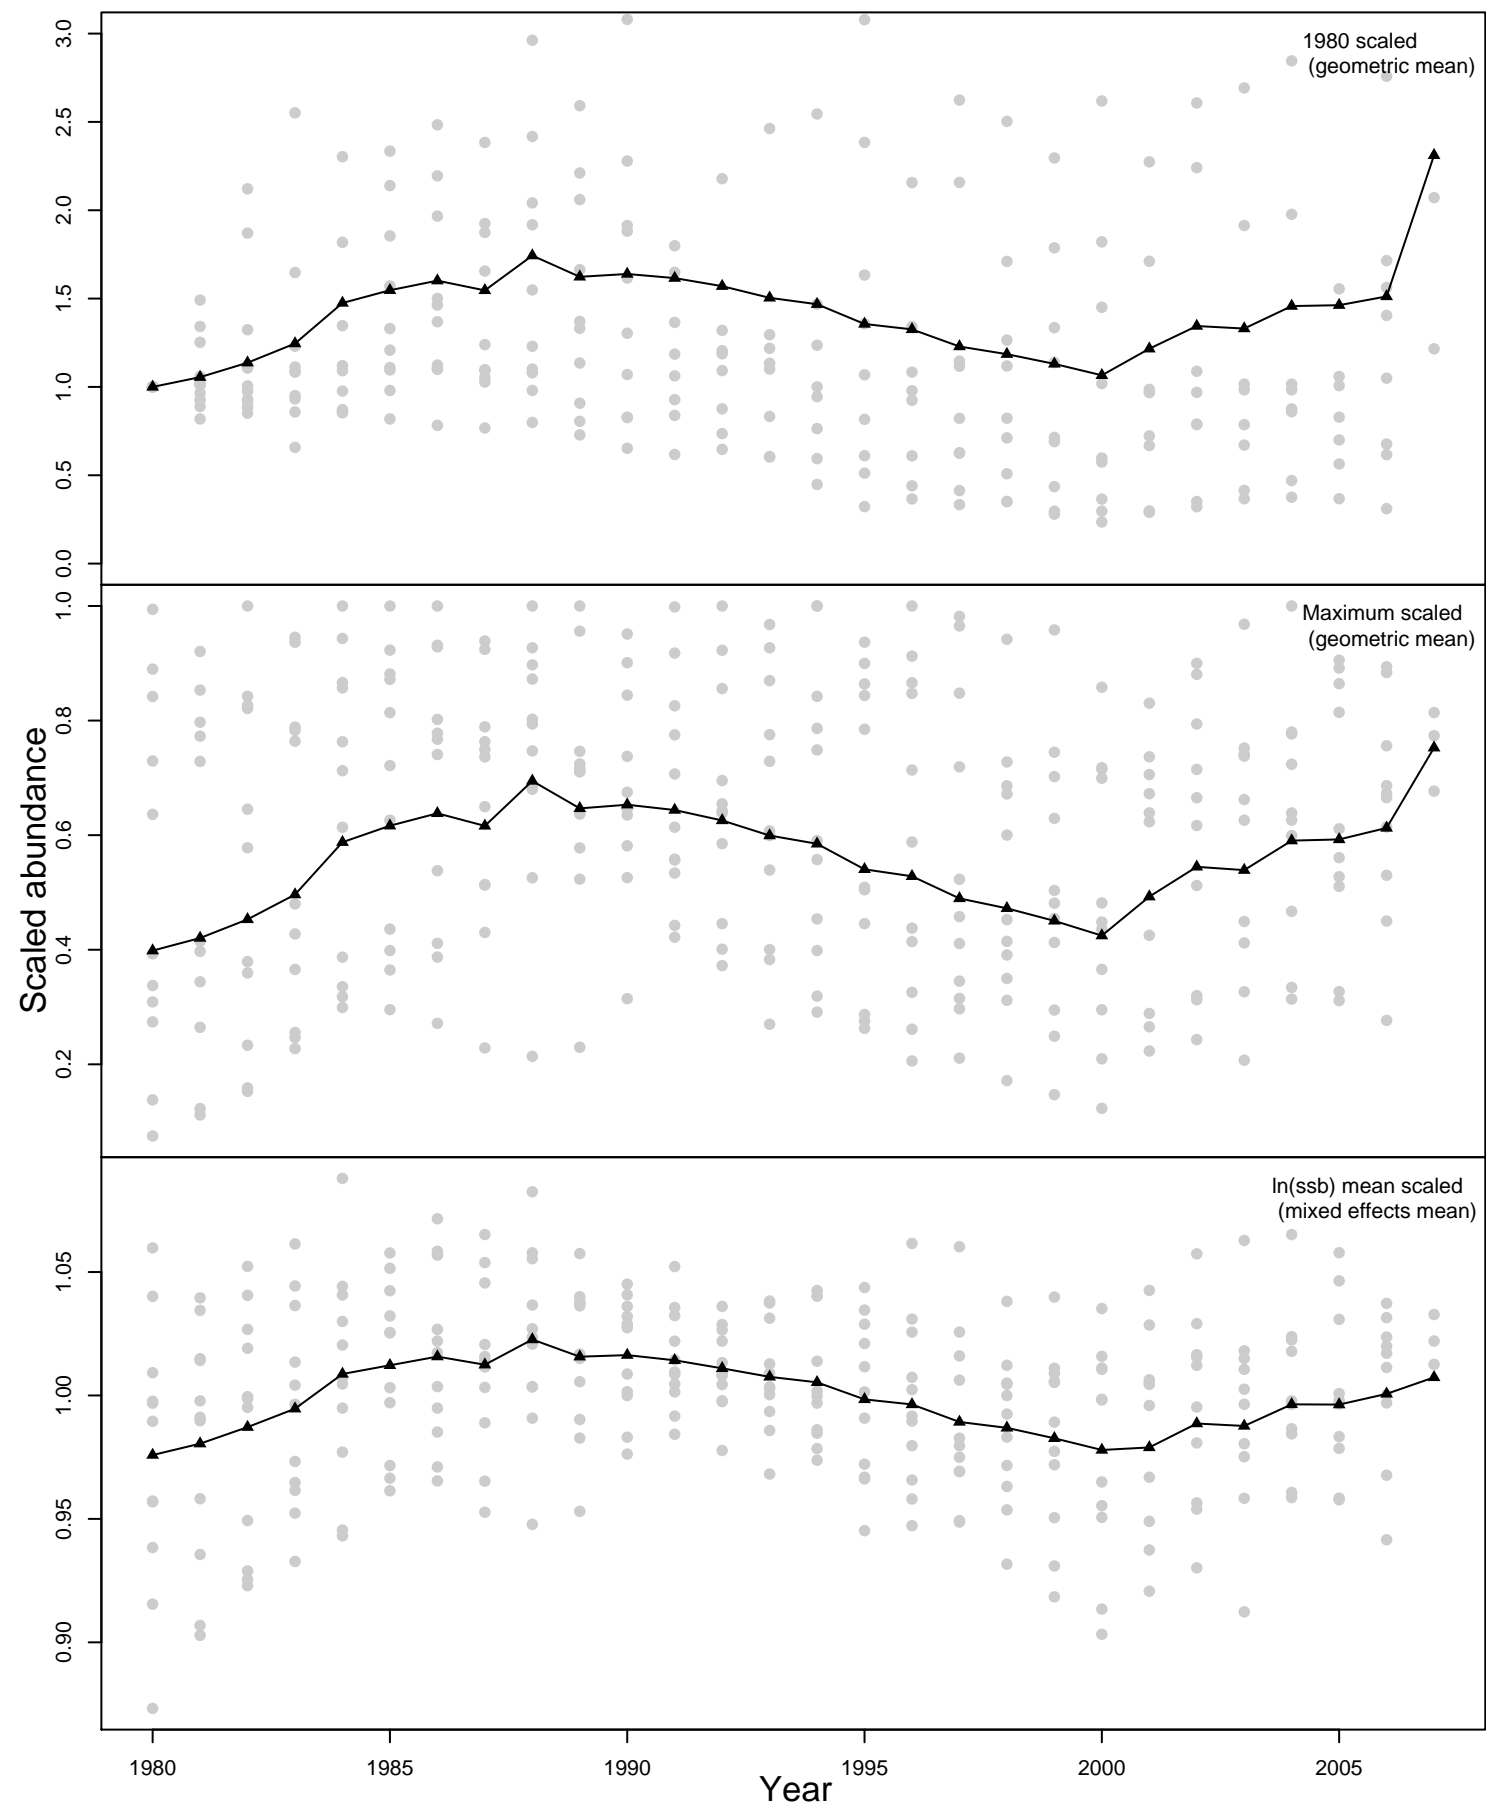 1980 scaled
(geometric mean)
3.0
2.5
2.0
1.5
1.0
0.5
0.0
Maximum scaled
(geometric mean)
1.0
0.8
0.6
0.4
0.2
Scaled abundance
ln(ssb) mean scaled
(mixed effects mean)
1.05
1.00
0.95
0.90
1980 1985 1990 1995 2000 2005
Year